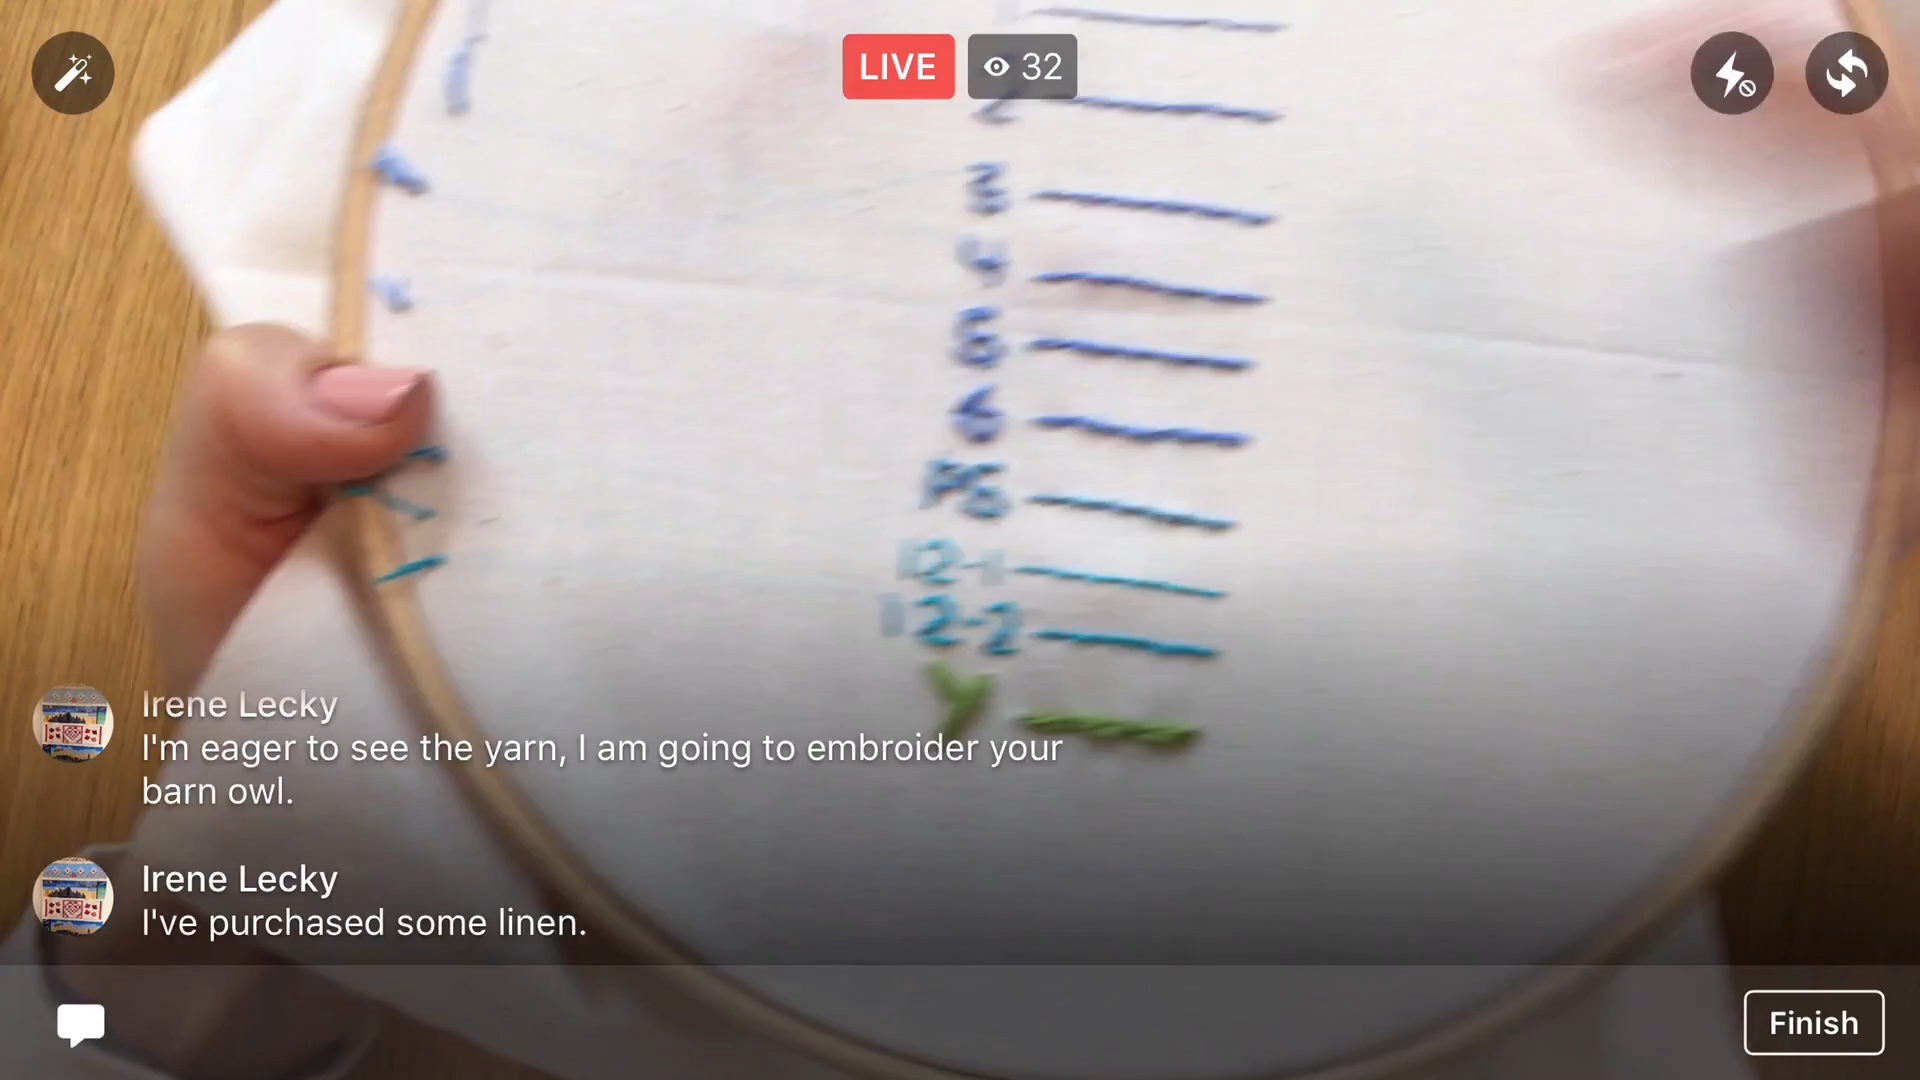 LIVE
32
2
3
4
5
6
P5
12-1
12-2
Y
Irene Lecky
I'm eager to see the yarn, I am going to embroider your
barn owl.
Irene Lecky
I've purchased some linen.
Finish